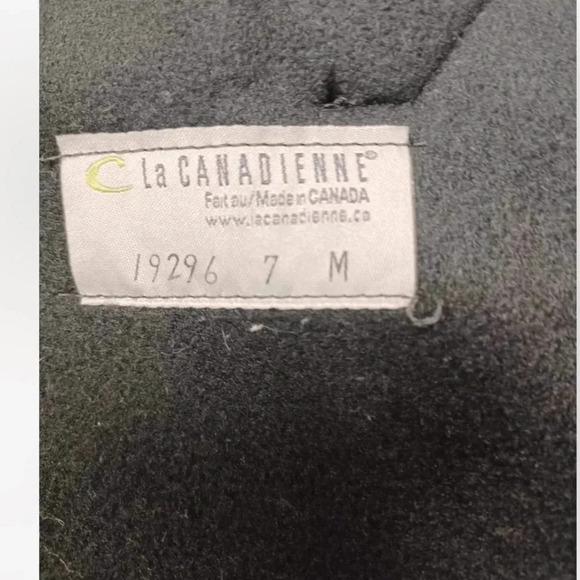 La CANADIENNE®
Fait au/Made in CANADA
www.lacanadienne.ca
19296 7 M